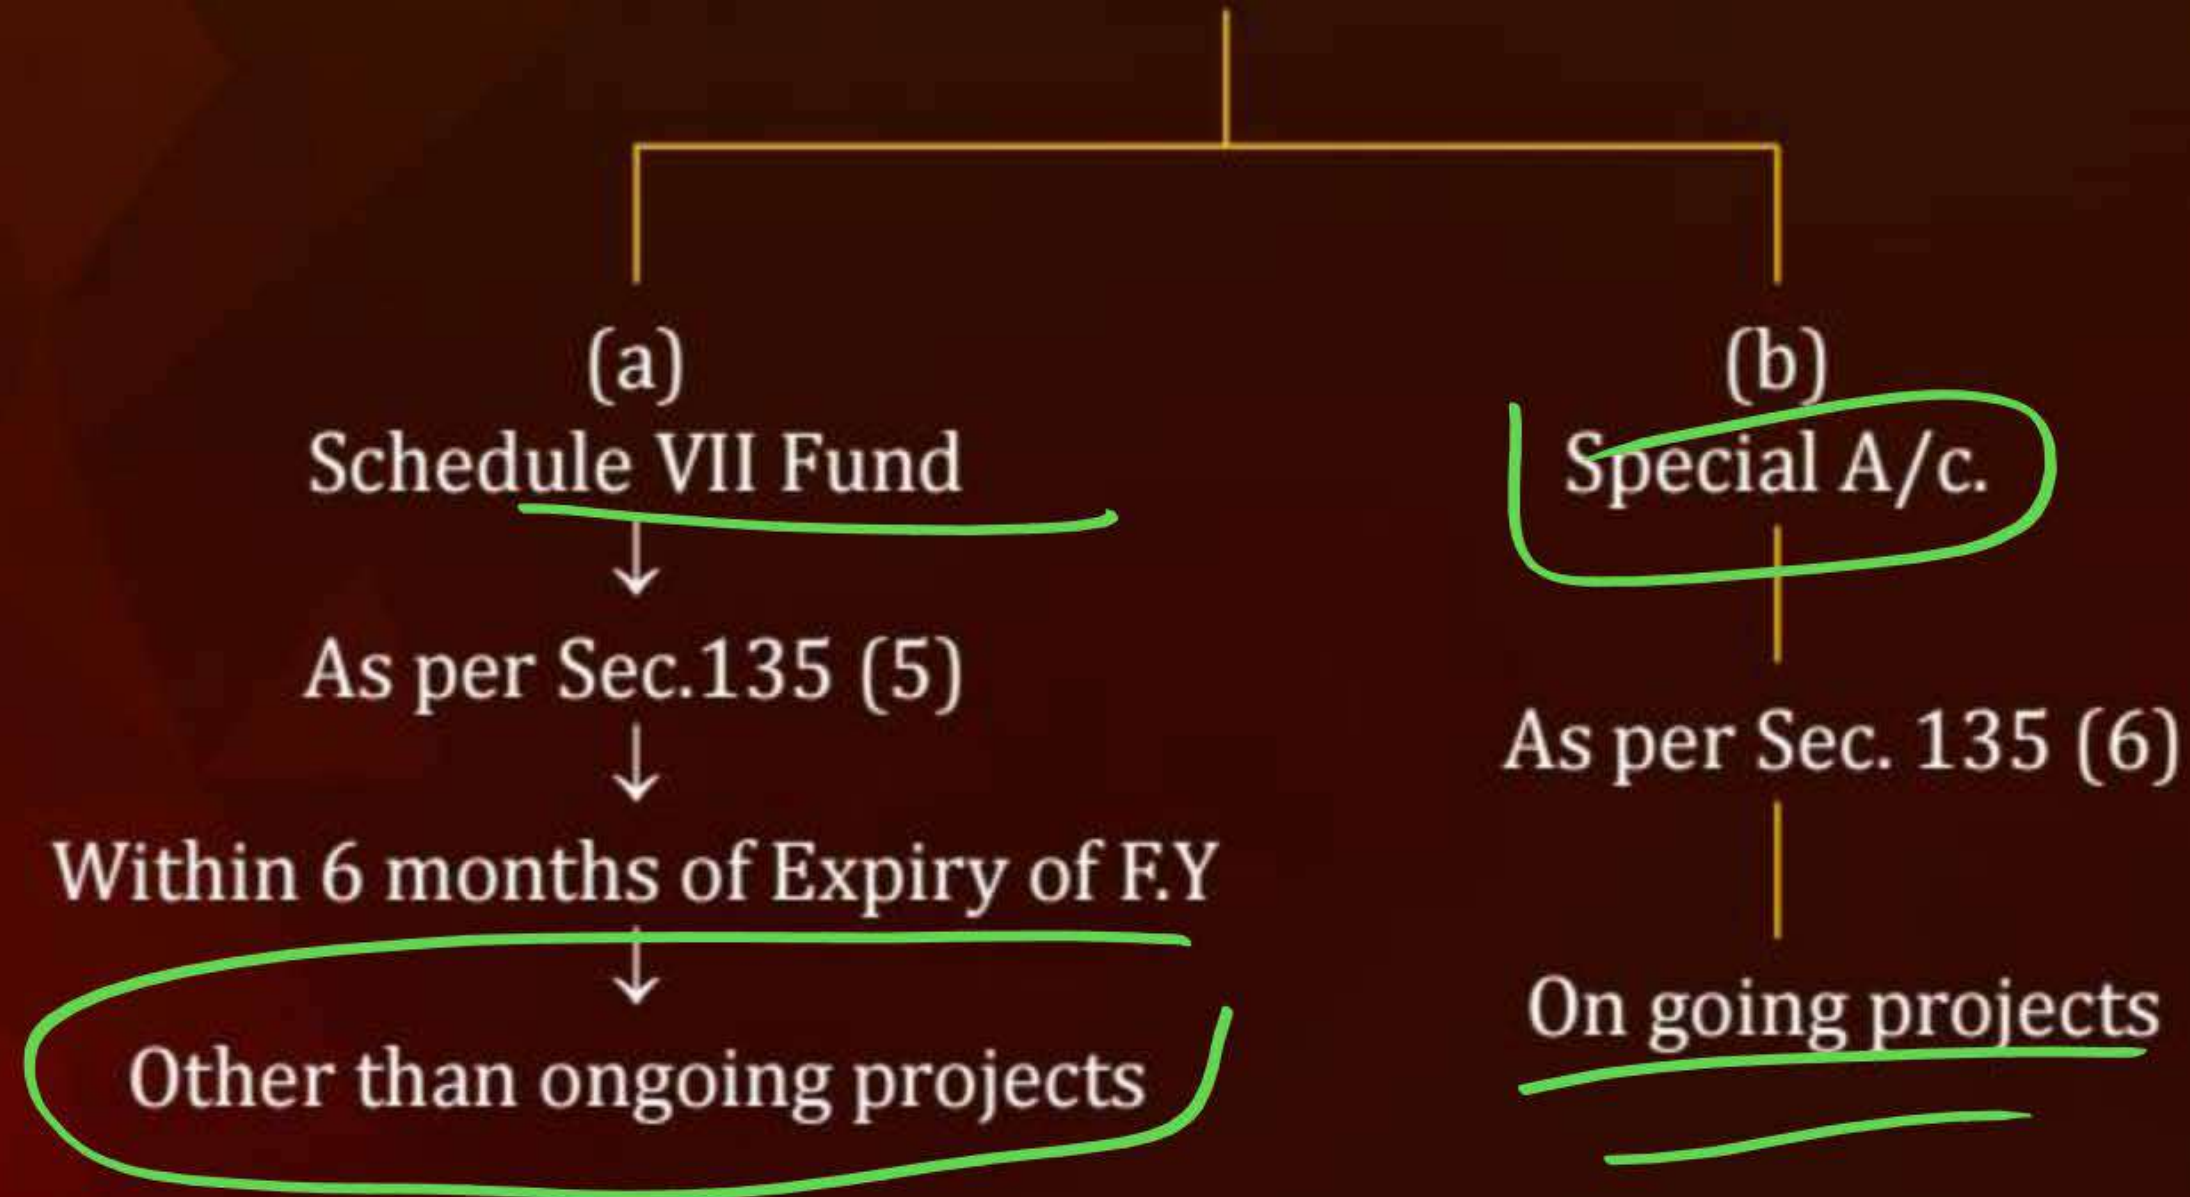 (a)
Schedule VII Fund
As per Sec.135 (5)
Within 6 months of Expiry of F.Y
Other than ongoing projects
(b)
Special A/c.
As per Sec. 135 (6)
On going projects